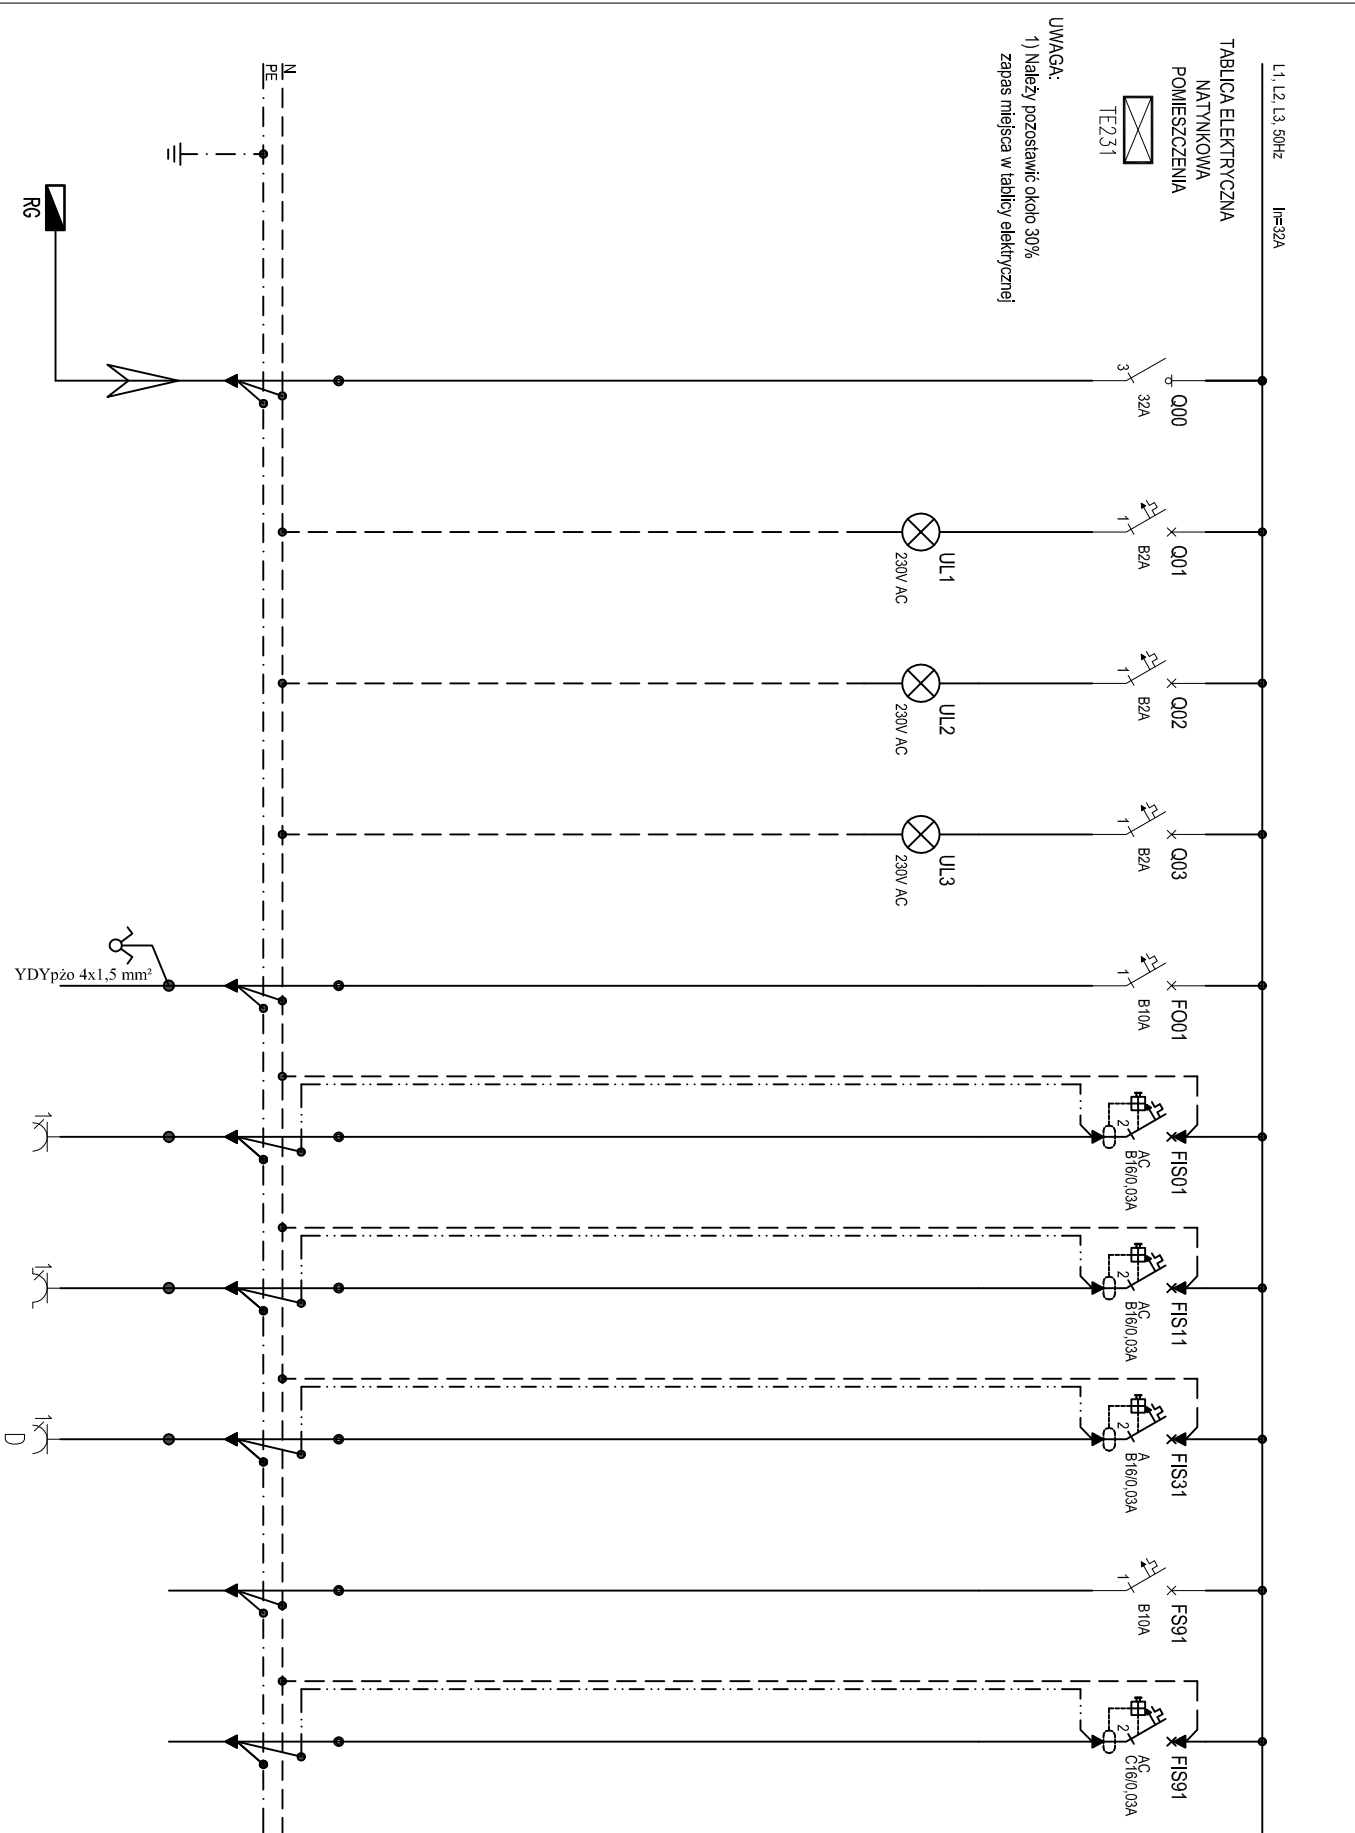 L1, L2, L3, 50Hz
In=32A
TABLICA ELEKTRYCZNA
NATYNKOWA
POMIESZCZENIA
TE231
UWAGA:
1) Należy pozostawić około 30%
zapas miejsca w tablicy elektrycznej
N
PE
RG
Q00
3
32A
Q01
1
B2A
UL1
230V AC
Q02
1
B2A
UL2
230V AC
Q03
1
B2A
UL3
230V AC
FO01
1
B10A
YDYpżo 4x1,5 mm²
FIS01
2
AC
B16/0,03A
1
FIS11
2
AC
B16/0,03A
1
FIS31
2
A
B16/0,03A
1
D
FS91
1
B10A
FIS91
2
AC
C16/0,03A